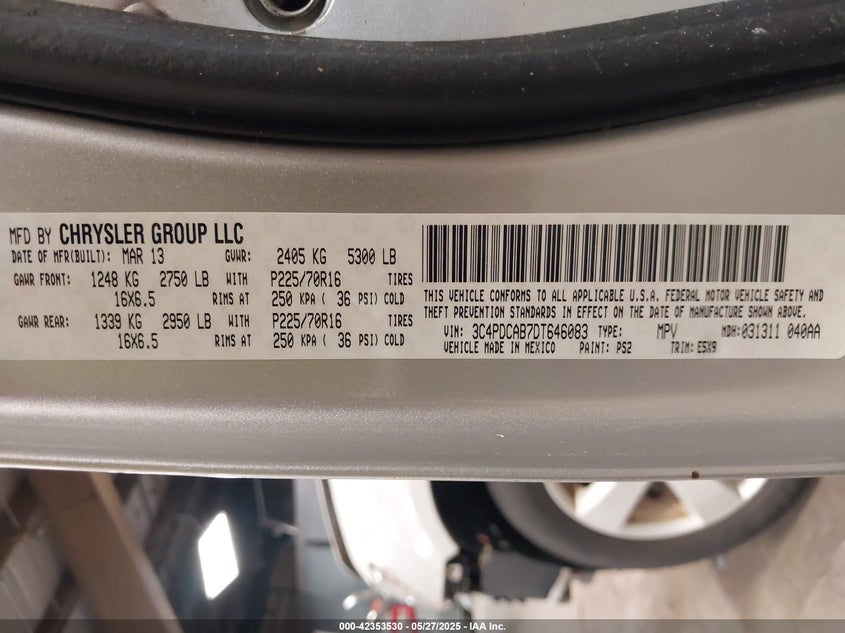 MFD BY CHRYSLER GROUP LLC
DATE OF MFR(BUILT): MAR 13 GVWR: 2405 KG 5300 LB
GAWR FRONT: 1248 KG 2750 LB WITH P225/70R16 TIRES
16X6.5 RIMS AT 250 KPA ( 36 PSI) COLD
GAWR REAR: 1339 KG 2950 LB WITH P225/70R16 TIRES
16X6.5 RIMS AT 250 KPA ( 36 PSI) COLD
THIS VEHICLE CONFORMS TO ALL APPLICABLE U.S.A. FEDERAL MOTOR VEHICLE SAFETY AND
THEFT PREVENTION STANDARDS IN EFFECT ON THE DATE OF MANUFACTURE SHOWN ABOVE.
VIN: 3C4PDCAB7DT646083 TYPE: MPV MDH: 031311 040AA
VEHICLE MADE IN MEXICO PAINT: PS2 TRIM: E5X9
000-42353530 - 05/27/2025 - IAA Inc.